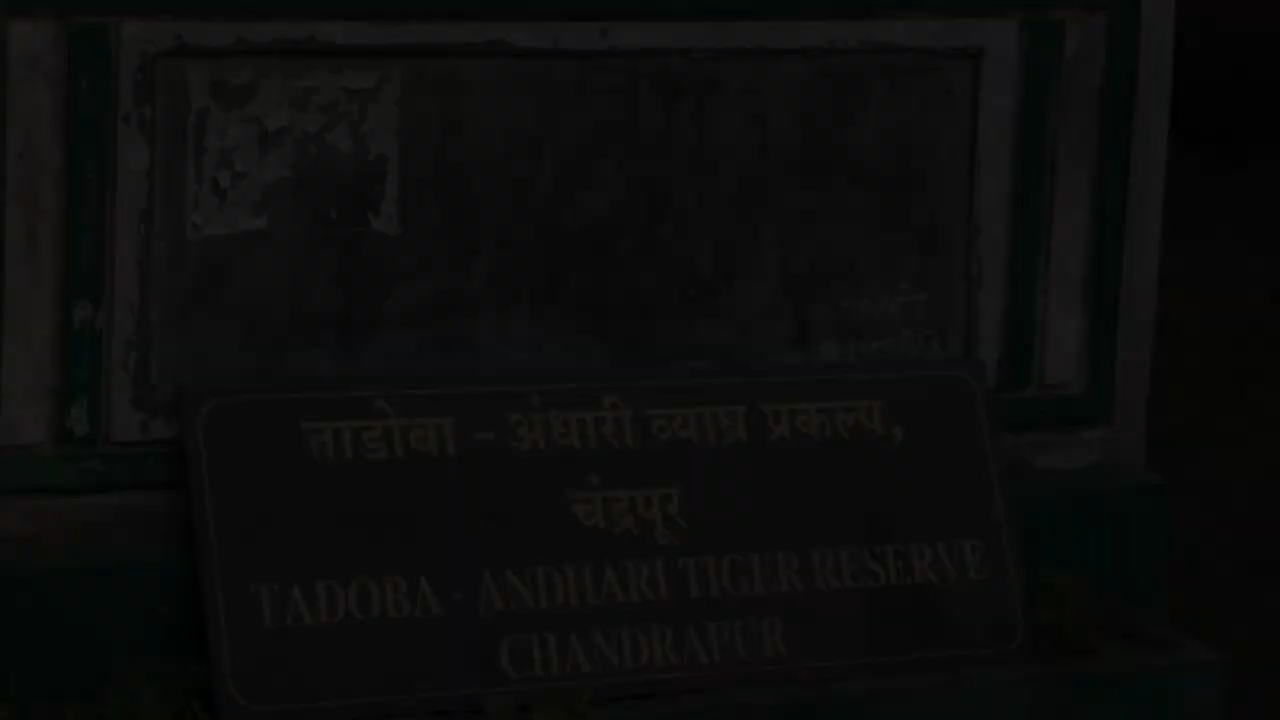 ताडोबा - अंधारी व्याघ्र प्रकल्प,
चंद्रपूर
TADOBA - ANDHARI TIGER RESERVE
CHANDRAPUR